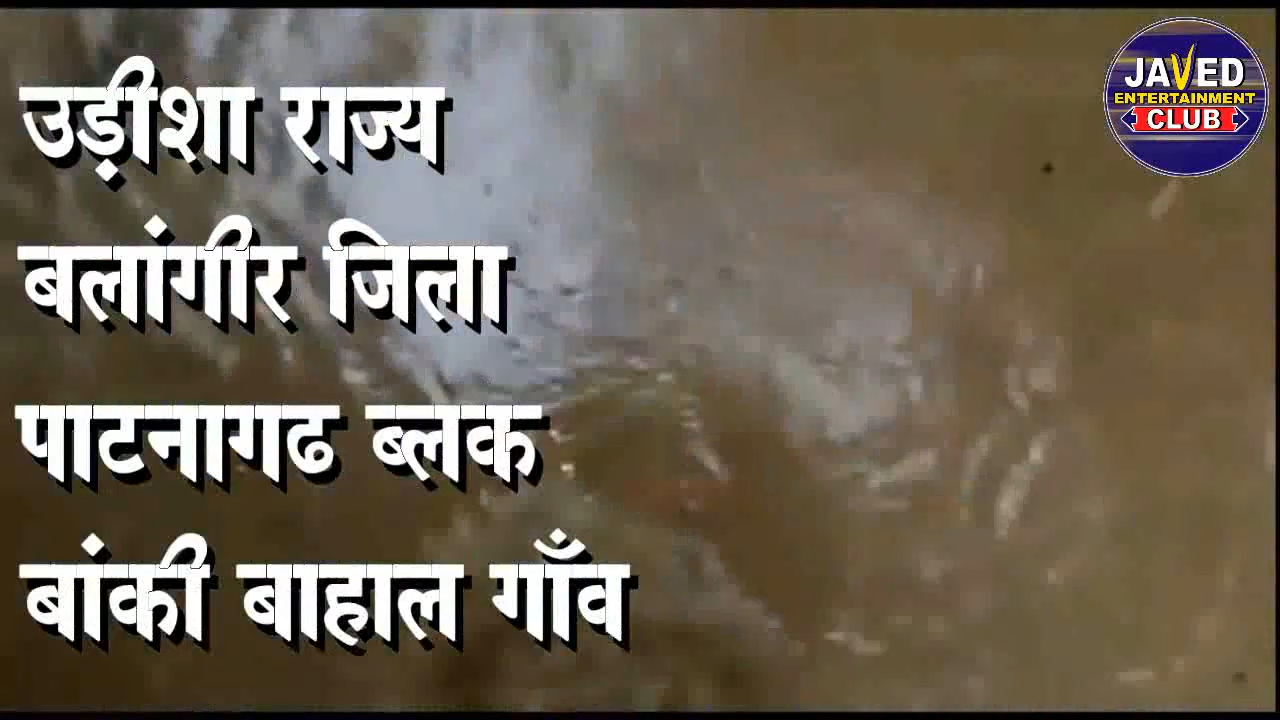 उड़ीशा राज्य
JAVED
ENTERTAINMENT
CLUB
बलांगीर जिला
पाटनागढ ब्लक
बांकी बाहाल गाँव